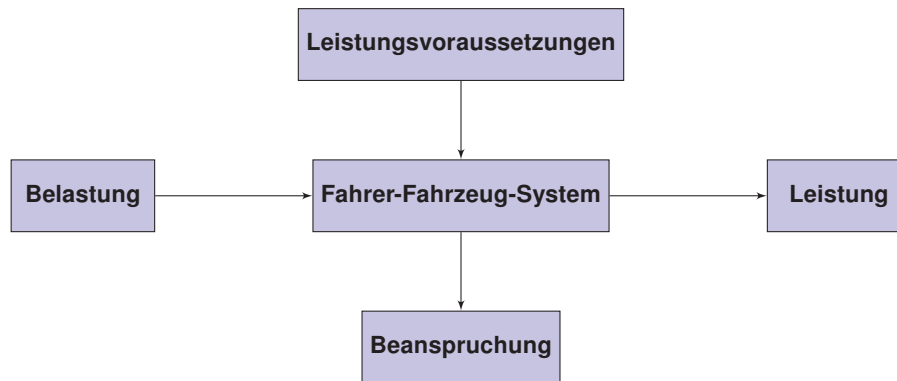 Leistungsvoraussetzungen
Belastung
Fahrer-Fahrzeug-System
Leistung
Beanspruchung